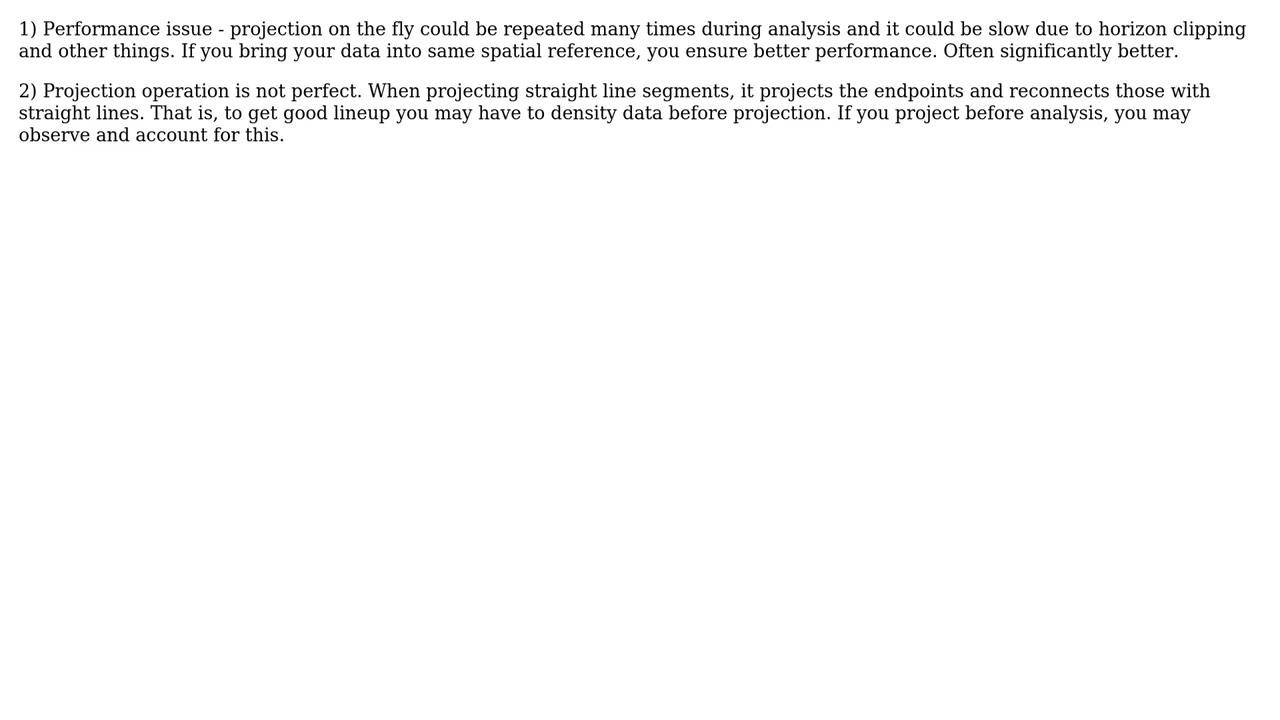 1) Performance issue - projection on the fly could be repeated many times during analysis and it could be slow due to horizon clipping
and other things. If you bring your data into same spatial reference, you ensure better performance. Often significantly better.
2) Projection operation is not perfect. When projecting straight line segments, it projects the endpoints and reconnects those with
straight lines. That is, to get good lineup you may have to density data before projection. If you project before analysis, you may
observe and account for this.